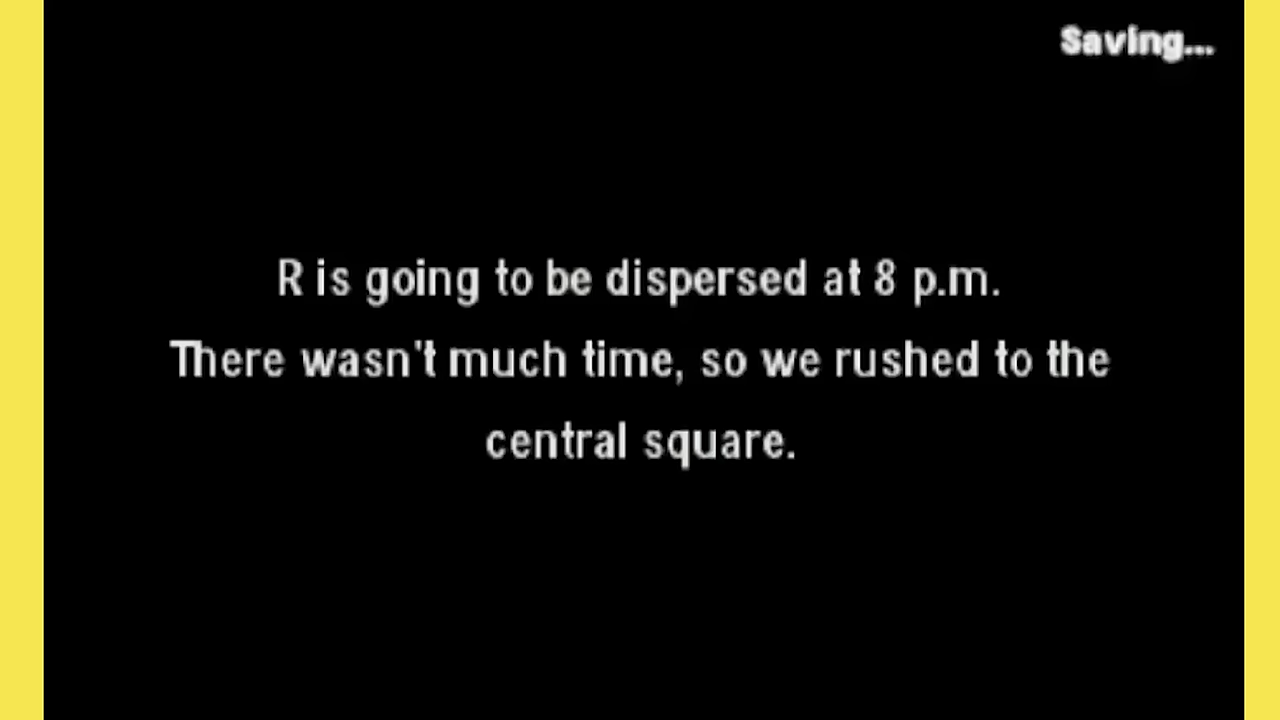 Saving...
R is going to be dispersed at 8 p.m.
There wasn't much time, so we rushed to the
central square.